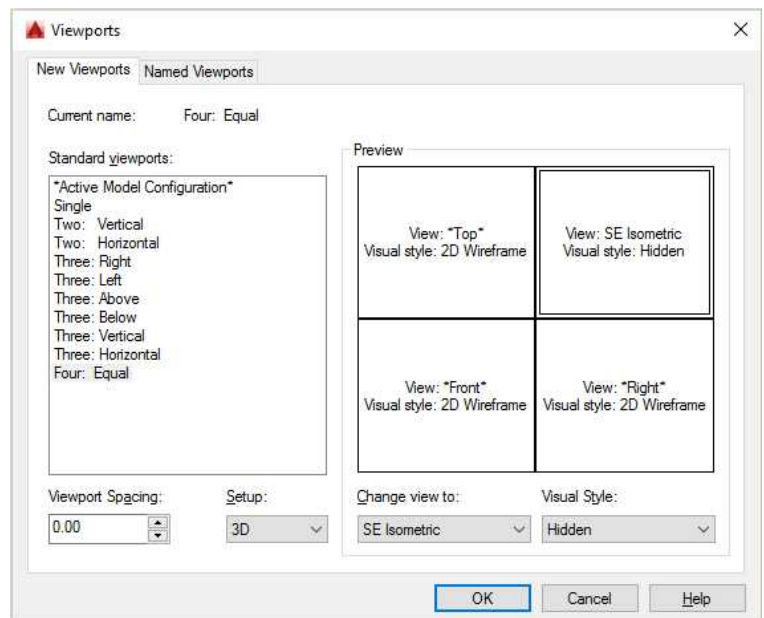 Viewports
New Viewports
Named Viewports
Current name: Four: Equal
Standard viewports:
*Active Model Configuration*
Single
Two: Vertical
Two: Horizontal
Three: Right
Three: Left
Three: Above
Three: Below
Three: Vertical
Three: Horizontal
Four: Equal
Viewport Spacing:
0.00
Setup:
3D
Preview
View: *Top*
Visual style: 2D Wireframe
View: SE Isometric
Visual style: Hidden
View: *Front*
Visual style: 2D Wireframe
View: *Right*
Visual style: 2D Wireframe
Change view to:
SE Isometric
Visual Style:
Hidden
OK
Cancel
Help